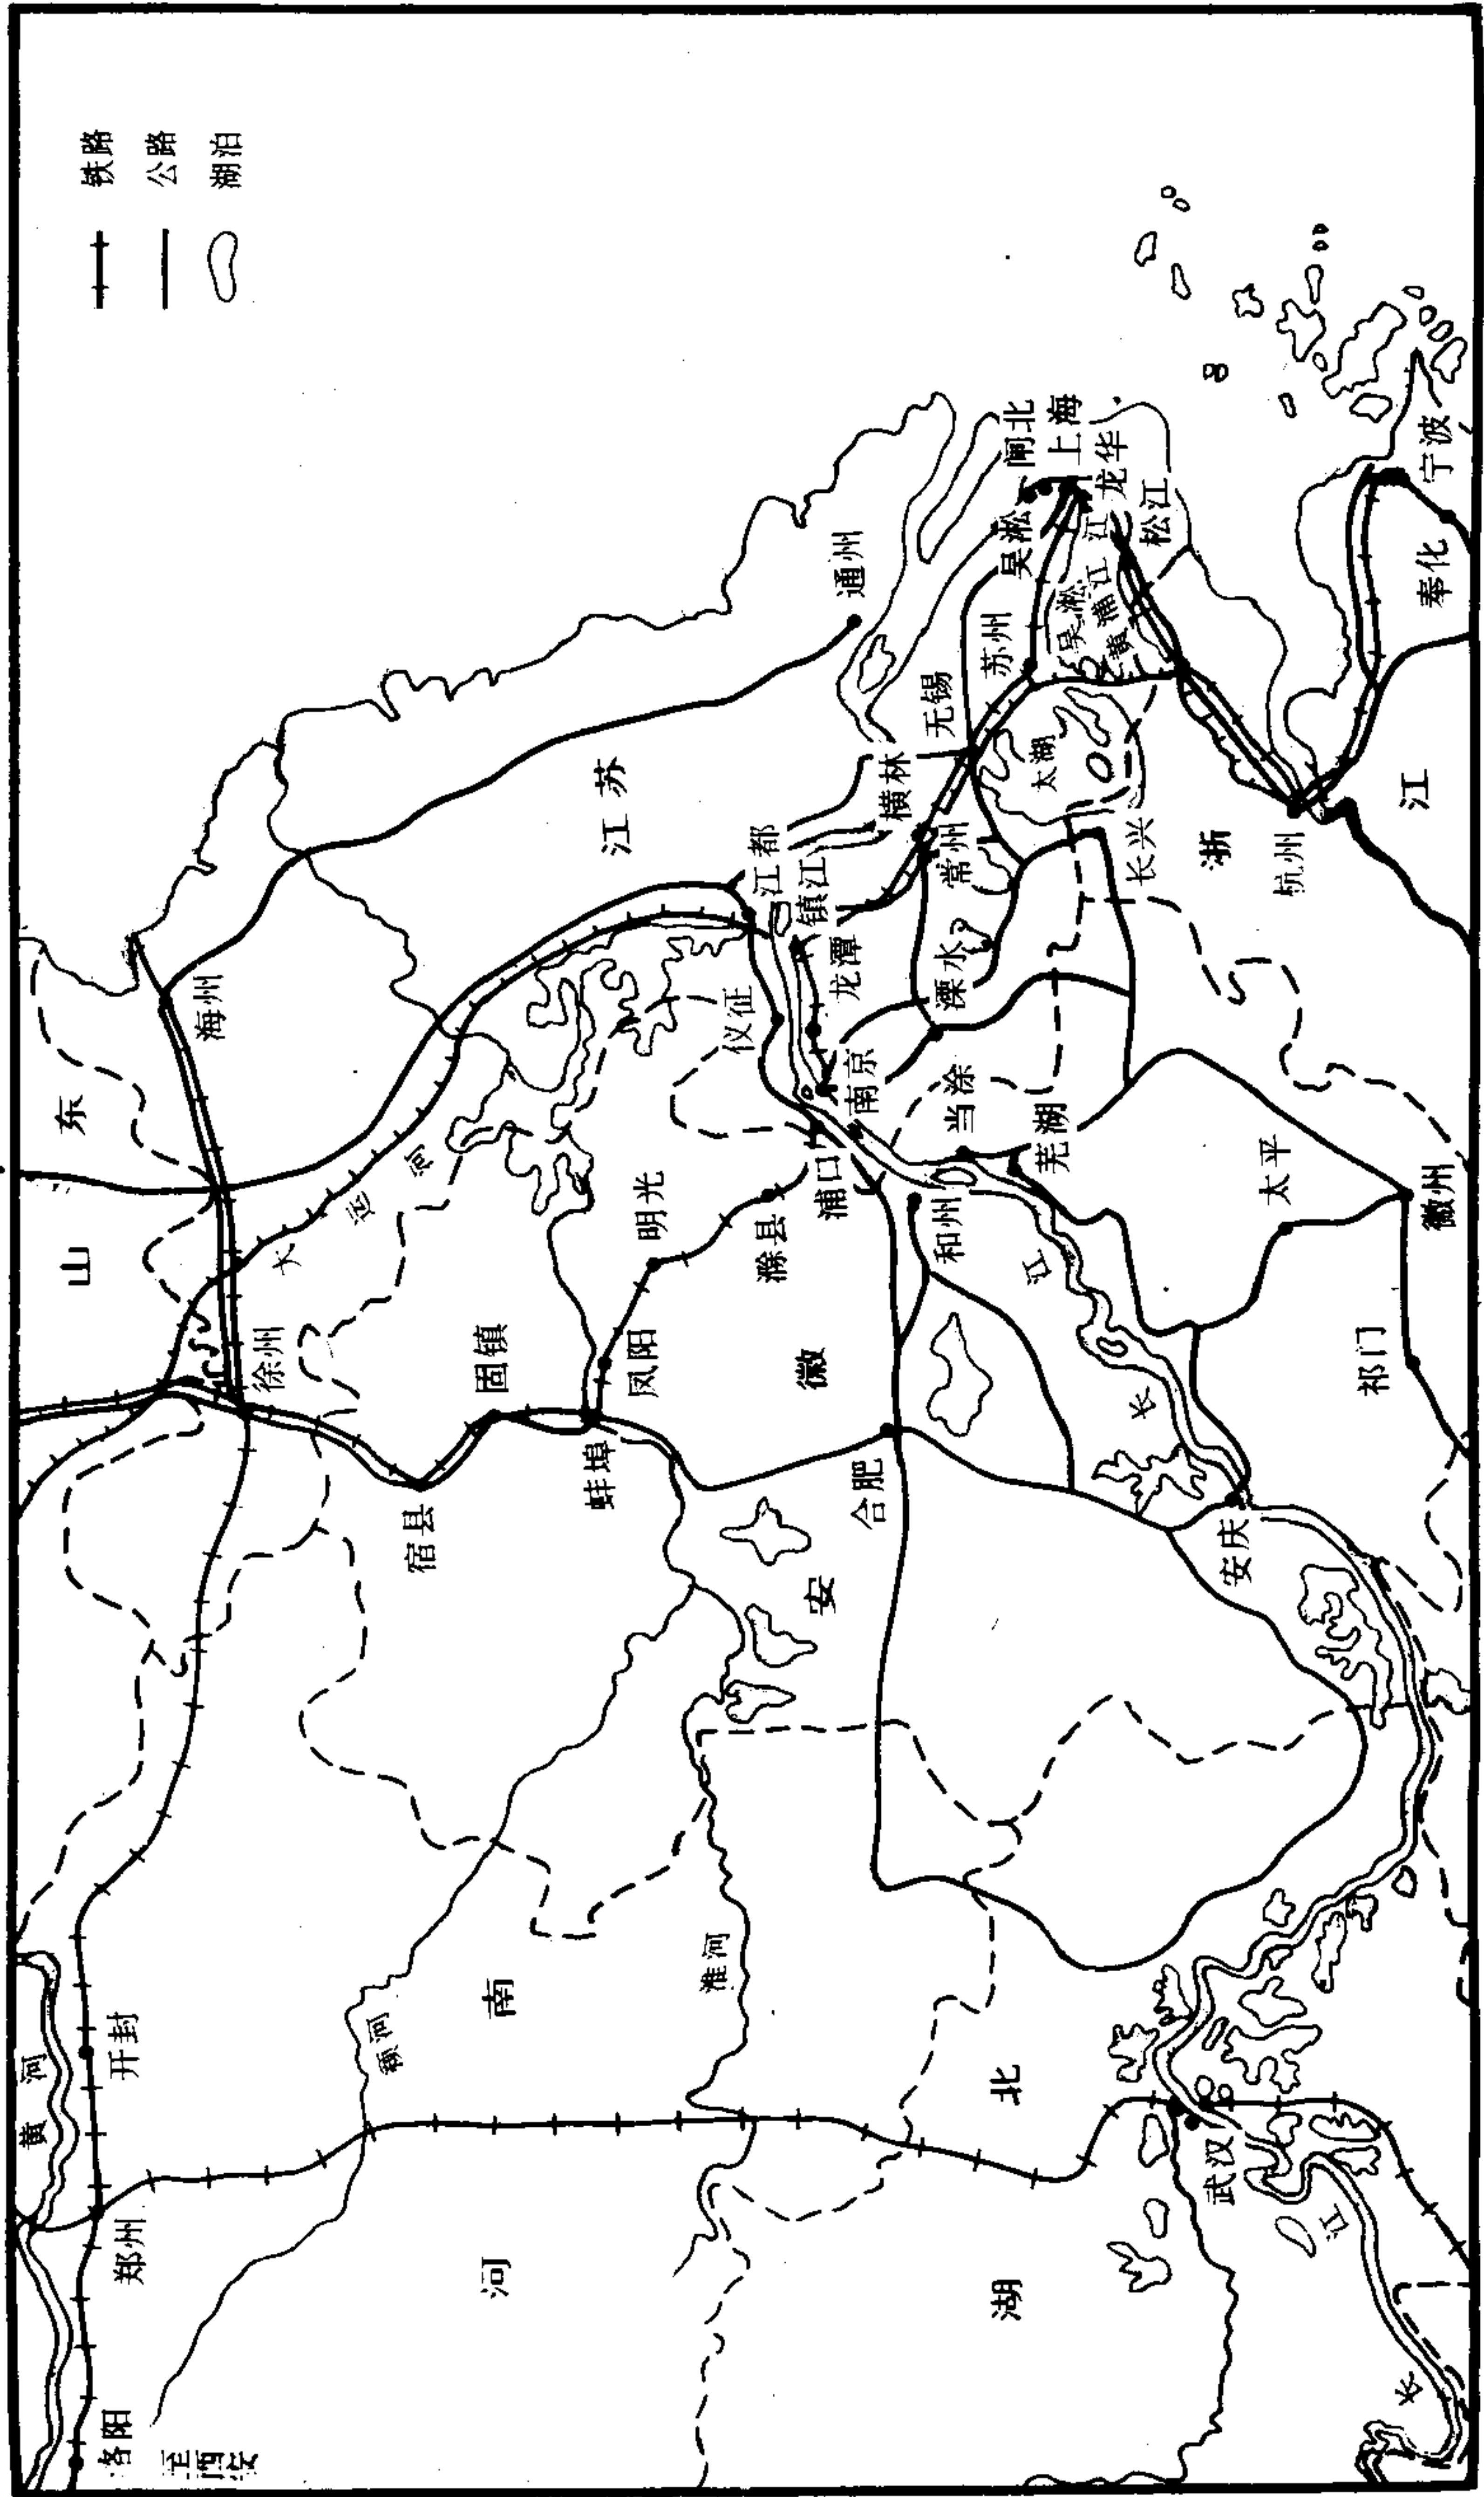 铁路
公路
湖泊
山 东
海州
徐州
大 运 河
江 苏
通州
固镇
宿县
蚌埠
凤阳
明光
滁县
浦口
南京
龙潭
镇江
江都
仪征
横林
无锡
苏州
常州
太湖
吴淞
闸北
上海
龙华
松江
吴淞江
黄浦江
溧水
当涂
芜湖
和州
长兴
浙 江
杭州
宁波
奉化
太平
徽州
祁门
安 徽
合肥
安庆
长 江
黄 河
开封
郑州
洛阳
至西安
颍河
河 南
淮河
湖 北
武汉
长 江